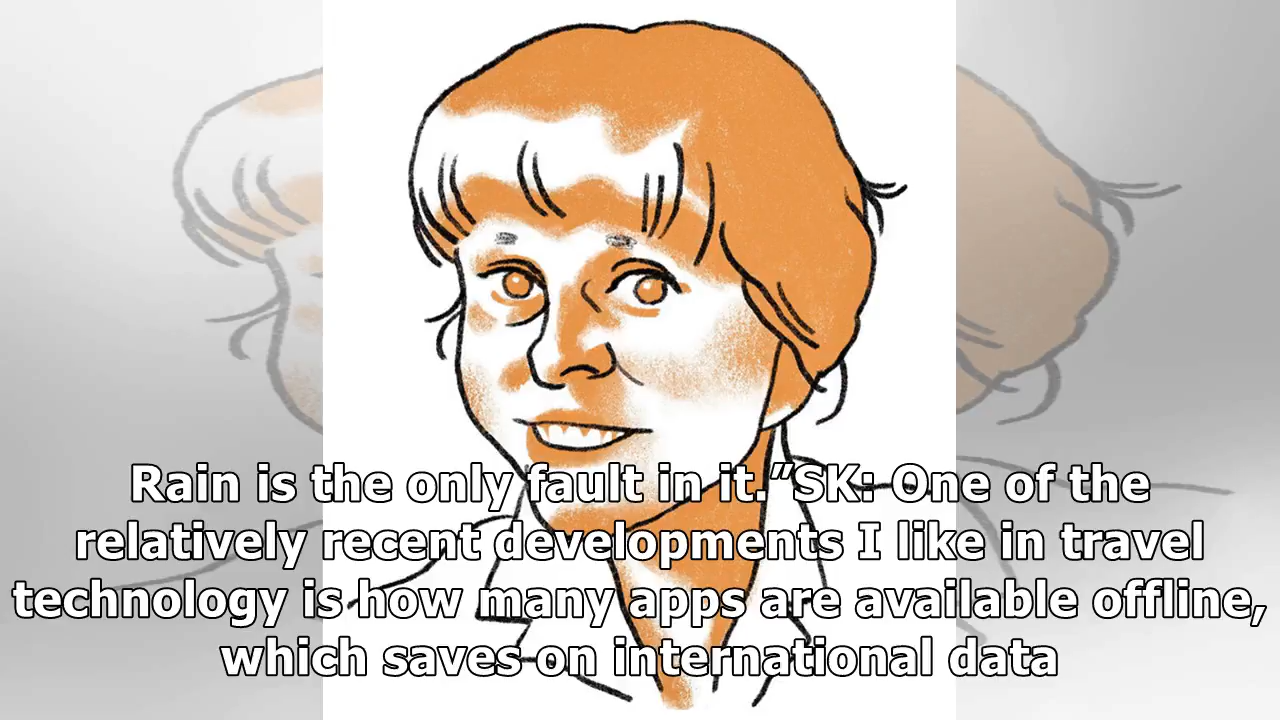 Rain is the only fault in it.”SK: One of the
relatively recent developments I like in travel
technology is how many apps are available offline,
which saves on international data